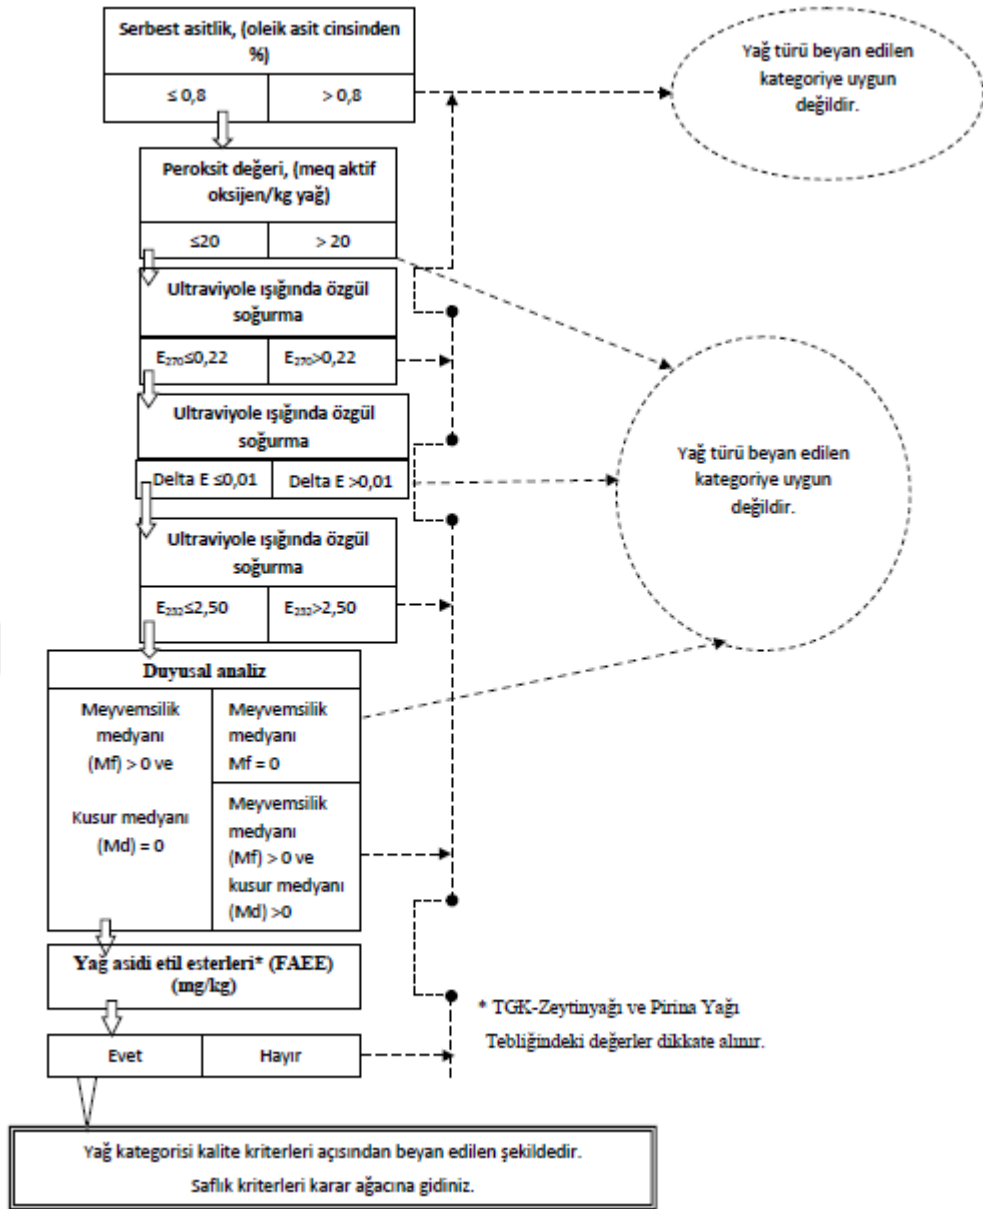 Serbest asitlik, (oleik asit cinsinden
%)
≤ 0,8
> 0,8
Yağ türü beyan edilen
kategoriye uygun
değildir.
Peroksit değeri, (meq aktif
oksijen/kg yağ)
≤20
> 20
Ultraviyole ışığında özgül
soğurma
E₂₇₀≤0,22
E₂₇₀>0,22
Ultraviyole ışığında özgül
soğurma
Delta E ≤0,01
Delta E >0,01
Yağ türü beyan edilen
kategoriye uygun
değildir.
Ultraviyole ışığında özgül
soğurma
E₂₃₂≤2,50
E₂₃₂>2,50
Duyusal analiz
Meyvemsilik
medyanı
(Mf) > 0 ve
Kusur medyanı
(Md) = 0
Meyvemsilik
medyanı
Mf = 0
Meyvemsilik
medyanı
(Mf) > 0 ve
kusur medyanı
(Md) >0
Yağ asidi etil esterleri* (FAEE)
(mg/kg)
* TGK-Zeytinyağı ve Pirina Yağı
Tebliğindeki değerler dikkate alınır.
Evet
Hayır
Yağ kategorisi kalite kriterleri açısından beyan edilen şekildedir.
Saflık kriterleri karar ağacına gidiniz.